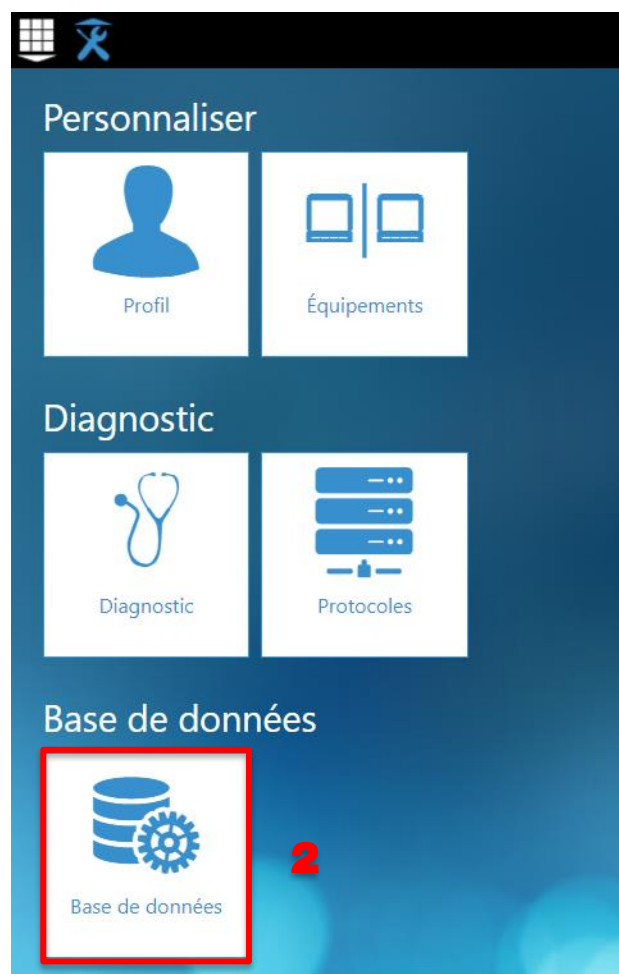 Personnaliser
Profil
Équipements
Diagnostic
Diagnostic
Protocoles
Base de données
Base de données
2